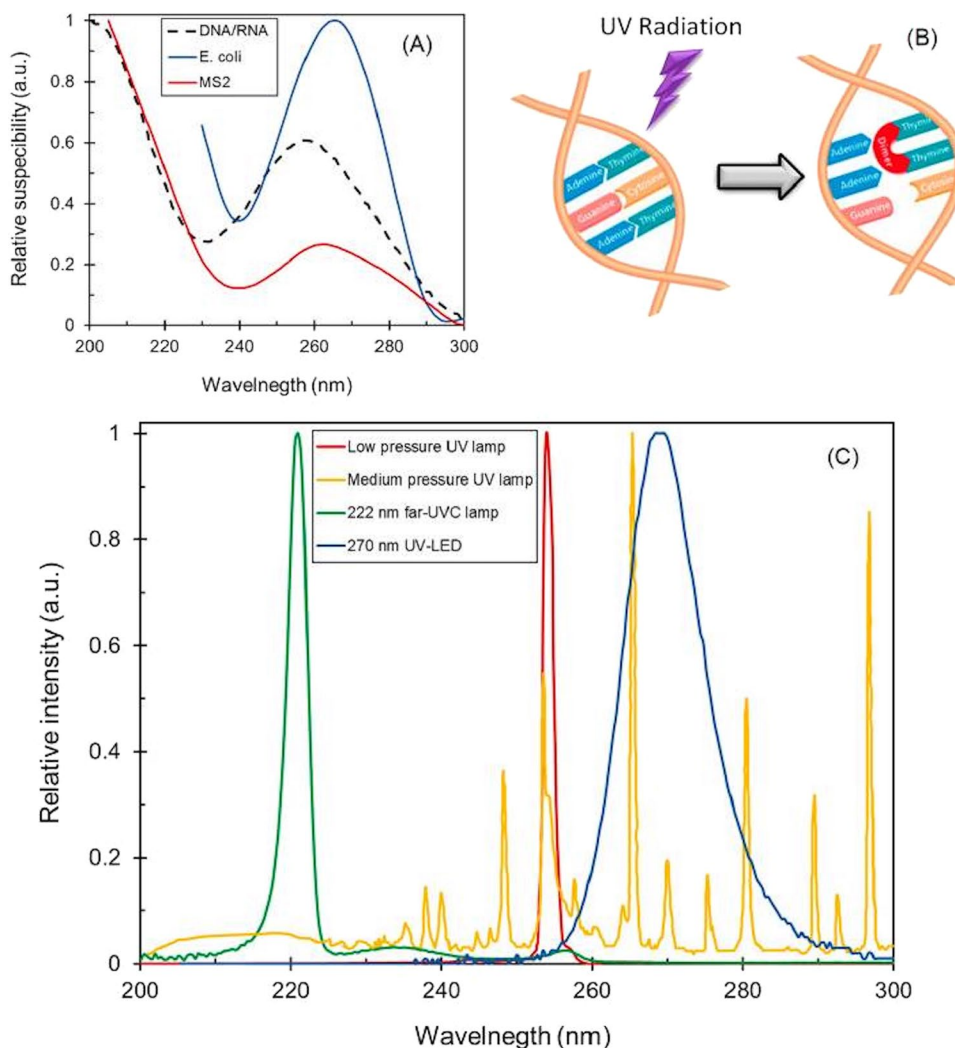 (A)
DNA/RNA
E. coli
MS2
Relative suspecibility (a.u.)
1
0.8
0.6
0.4
0.2
0
200
220
240
260
280
300
Wavelnegth (nm)
UV Radiation
(B)
Adenine
Thymine
Guanine
Cytosine
Adenine
Thymine
Adenine
Dimer
Thymine
Adenine
Thymine
Guanine
Cytosine
(C)
Low pressure UV lamp
Medium pressure UV lamp
222 nm far-UVC lamp
270 nm UV-LED
Relative intensity (a.u.)
1
0.8
0.6
0.4
0.2
0
200
220
240
260
280
300
Wavelnegth (nm)